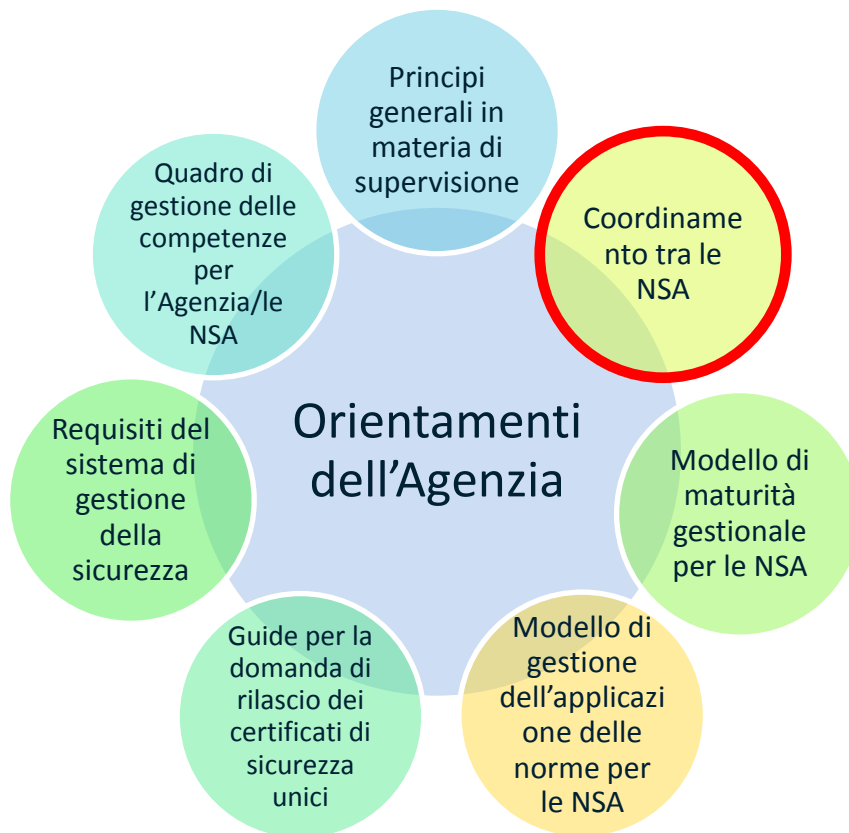 Principi
generali in
materia di
supervisione
Coordiname
nto tra le
NSA
Modello di
maturità
gestionale
per le NSA
Modello di
gestione
dell’applicazi
one delle
norme per
le NSA
Guide per la
domanda di
rilascio dei
certificati di
sicurezza
unici
Requisiti del
sistema di
gestione
della
sicurezza
Quadro di
gestione delle
competenze
per
l’Agenzia/le
NSA
Orientamenti
dell’Agenzia